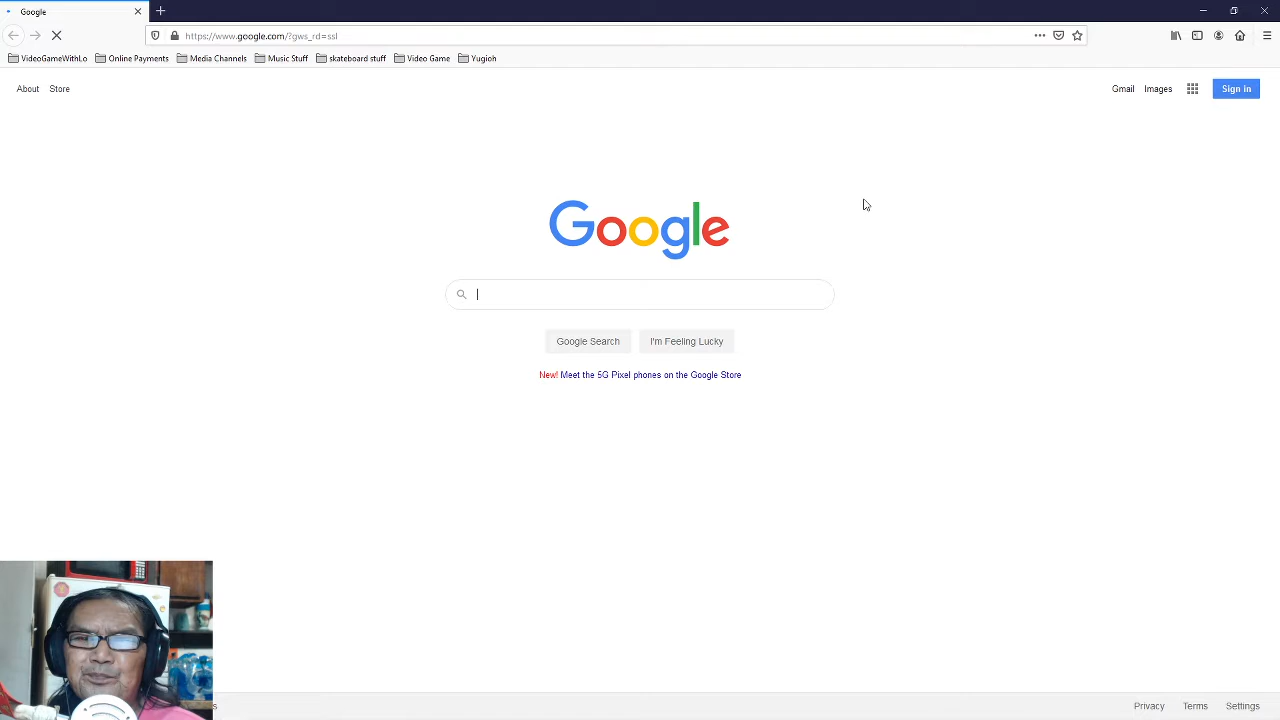 Google
https://www.google.com/?gws_rd=ssl
VideoGameWithLo Online Payments Media Channels Music Stuff skateboard stuff Video Game Yugioh
About Store Gmail Images Sign in
Google
Google Search I'm Feeling Lucky
New! Meet the 5G Pixel phones on the Google Store
Privacy Terms Settings